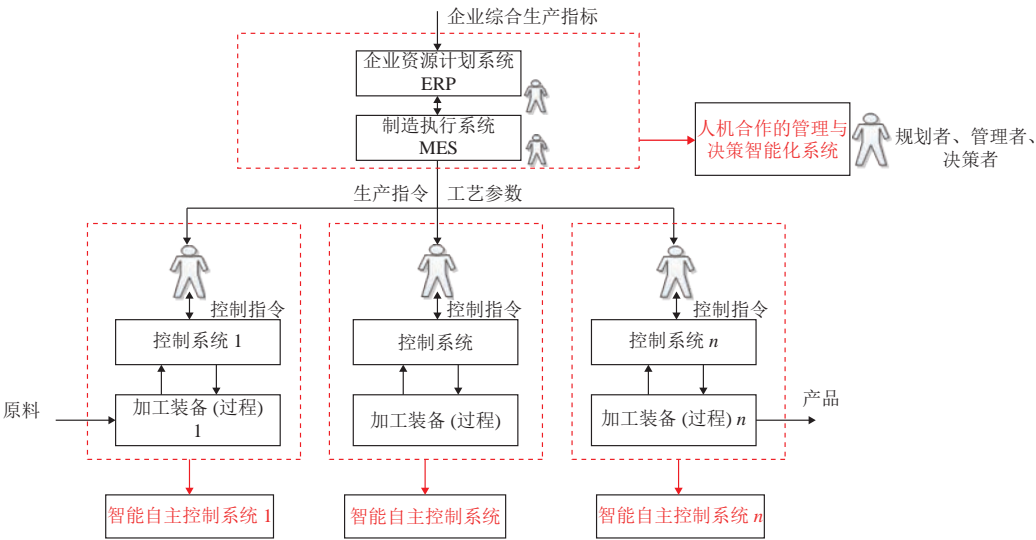 企业综合生产指标
企业资源计划系统
ERP
制造执行系统
MES
人机合作的管理与
决策智能化系统
规划者、管理者、
决策者
生产指令
工艺参数
控制指令
控制指令
控制指令
控制系统 1
控制系统
控制系统 n
原料
加工装备 (过程)
1
加工装备 (过程)
加工装备 (过程) n
产品
智能自主控制系统 1
智能自主控制系统
智能自主控制系统 n